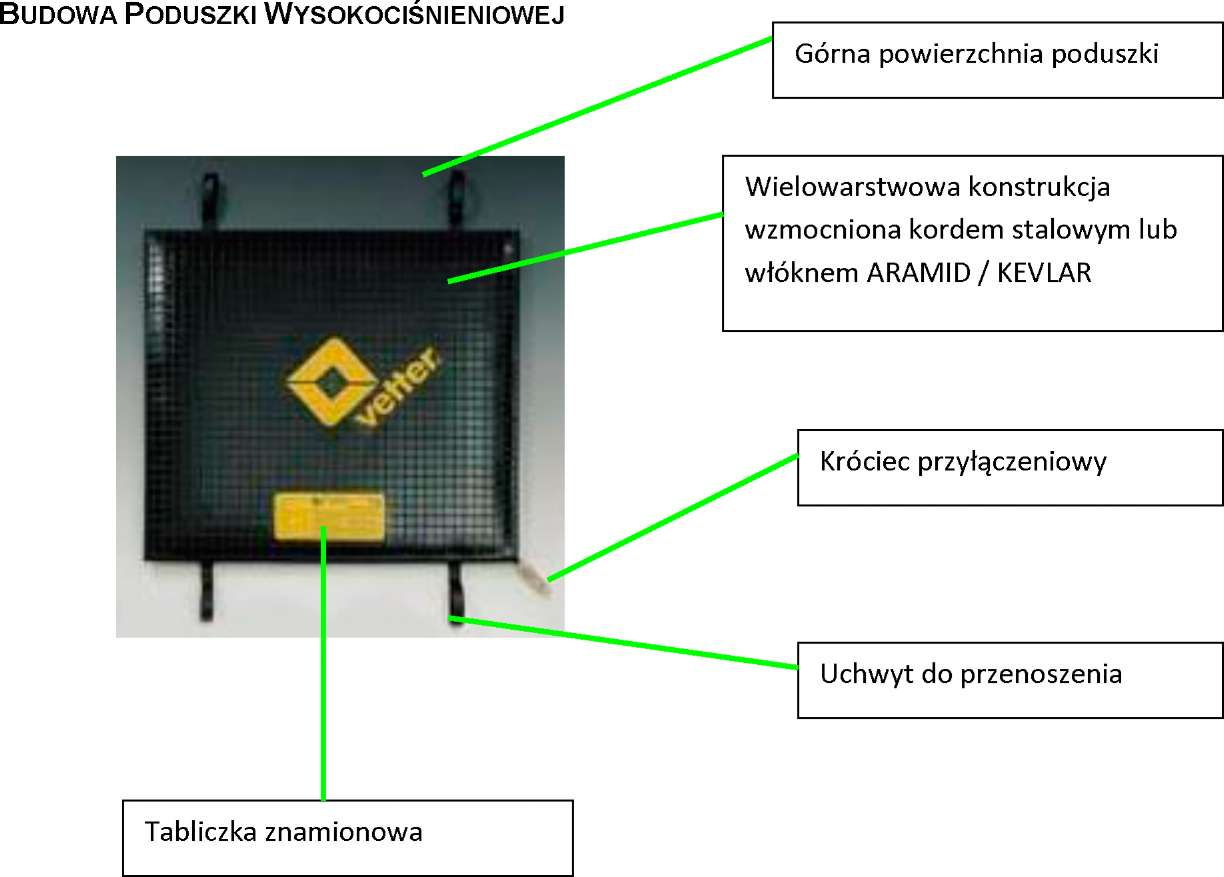 BUDOWA PODUSZKI WYSOKOCIŚNIENIOWEJ
Górna powierzchnia poduszki
Wielowarstwowa konstrukcja
wzmocniona kordem stalowym lub
włóknem ARAMID / KEVLAR
vetter
Króciec przyłączeniowy
Uchwyt do przenoszenia
Tabliczka znamionowa